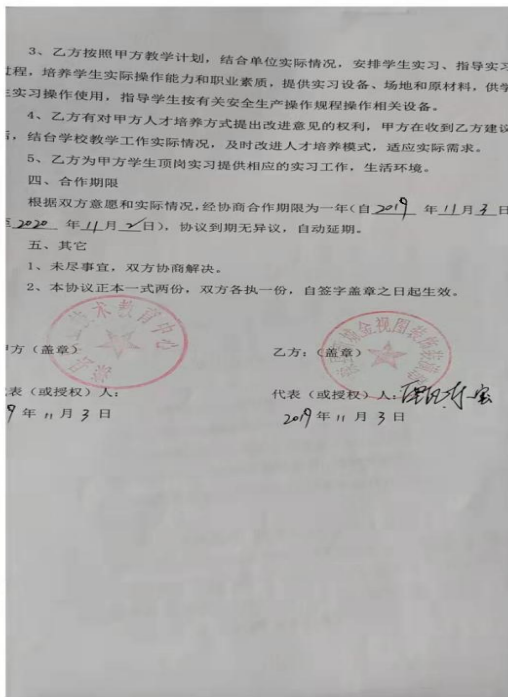 3、乙方按照甲方教学计划，结合单位实际情况，安排学生实习、指导实习
过程，培养学生实际操作能力和职业素质，提供实习设备、场地和原材料，供学
生实习操作使用，指导学生按有关安全生产操作规程操作相关设备。
4、乙方有对甲方人才培养方式提出改进意见的权利，甲方在收到乙方建议
后，结台学校教学工作实际情况，及时改进人才培养模式，适应实际需求。
5、乙方为甲方学生顶岗实习提供相应的实习工作，生活环境。
四、合作期限
根据双方意愿和实际情况，经协商合作期限为一年（自2019 年11月3日
至2020 年11月2日），协议到期无异议，自动延期。
五、其它
1、未尽事宜，双方协商解决。
2、本协议正本一式两份，双方各执一份，自签字盖章之日起生效。
技术教育中心
金视图装饰装潢
甲方（盖章）
乙方：（盖章）
代表（或授权）人：
代表（或授权）人：
9年11月3日
2019年11月3日